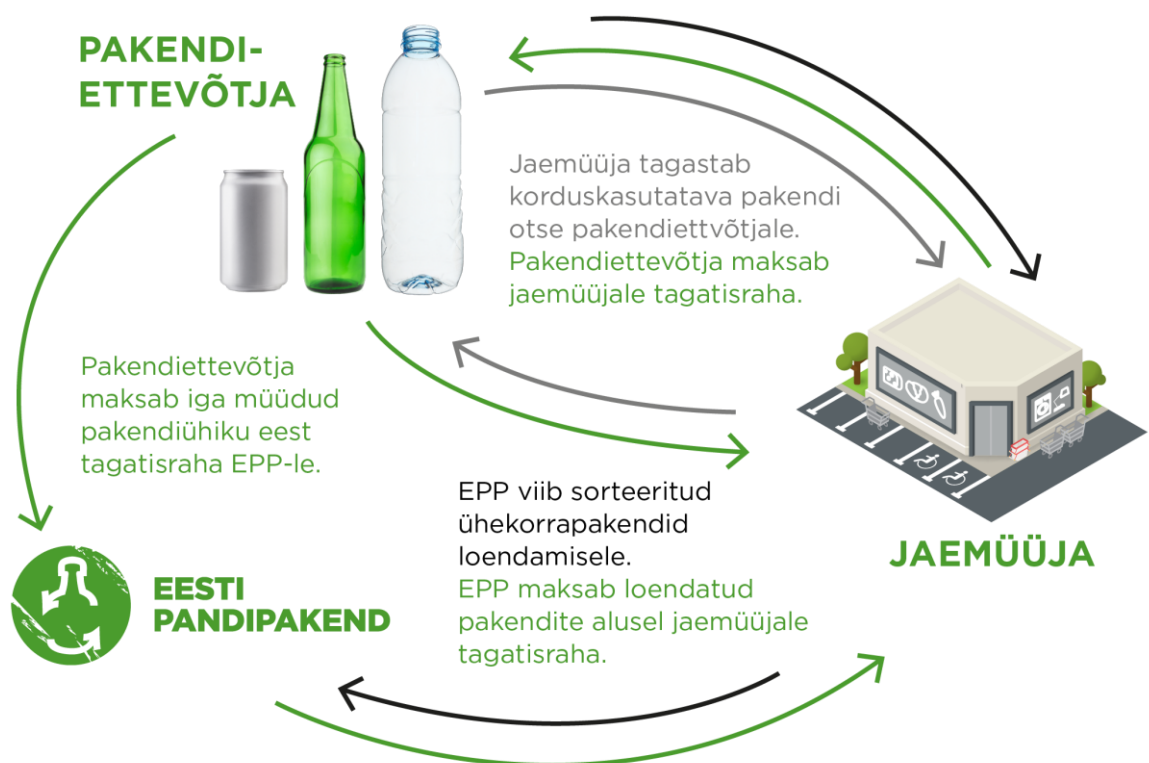 PAKENDI-
ETTEVÕTJA
Jaemüüja tagastab
korduskasutatava pakendi
otse pakendiettvõtjale.
Pakendiettevõtja maksab
jaemüüjale tagatisraha.
Pakendiettevõtja
maksab iga müüdud
pakendiühiku eest
tagatisraha EPP-le.
EPP viib sorteeritud
ühekorrapakendid
loendamisele.
EPP maksab loendatud
pakendite alusel jaemüüjale
tagatisraha.
JAEMÜÜJA
EESTI
PANDIPAKEND